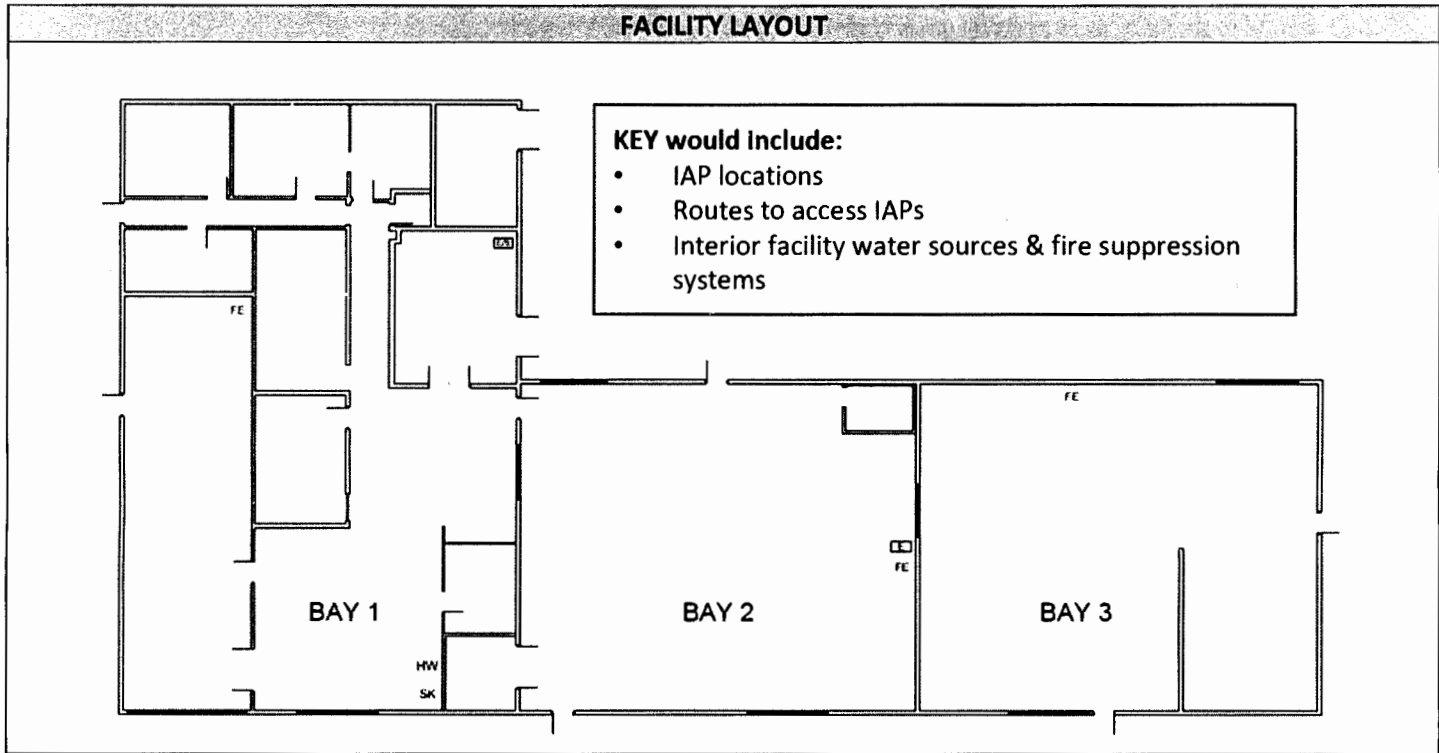 FACILITY LAYOUT
KEY would include:
• IAP locations
• Routes to access IAPs
• Interior facility water sources & fire suppression
systems
FE
FE
E
FE
BAY 1
BAY 2
BAY 3
HW
SK